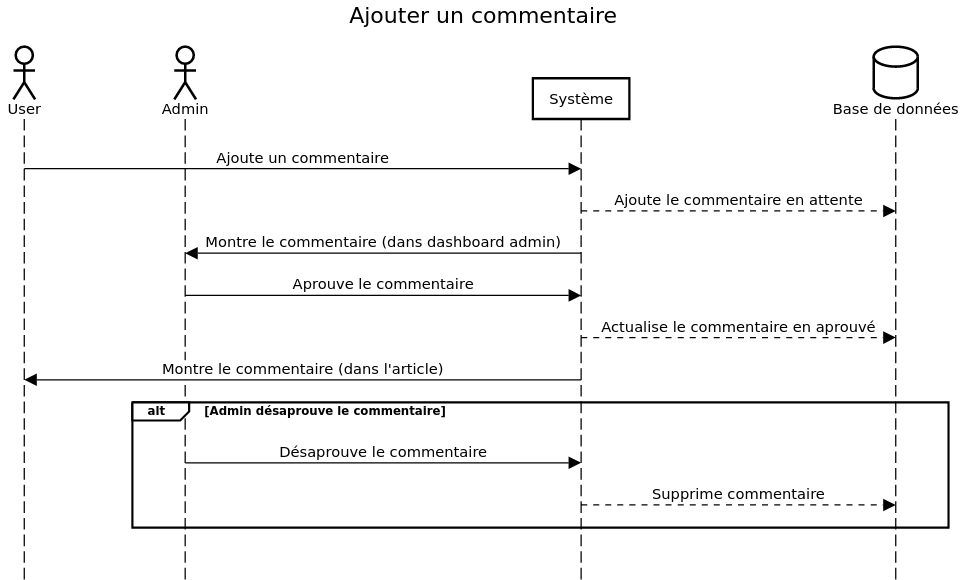 Ajouter un commentaire
User
Admin
Système
Base de données
Ajoute un commentaire
Ajoute le commentaire en attente
Montre le commentaire (dans dashboard admin)
Aprouve le commentaire
Actualise le commentaire en aprouvé
Montre le commentaire (dans l'article)
alt
[Admin désaprouve le commentaire]
Désaprouve le commentaire
Supprime commentaire